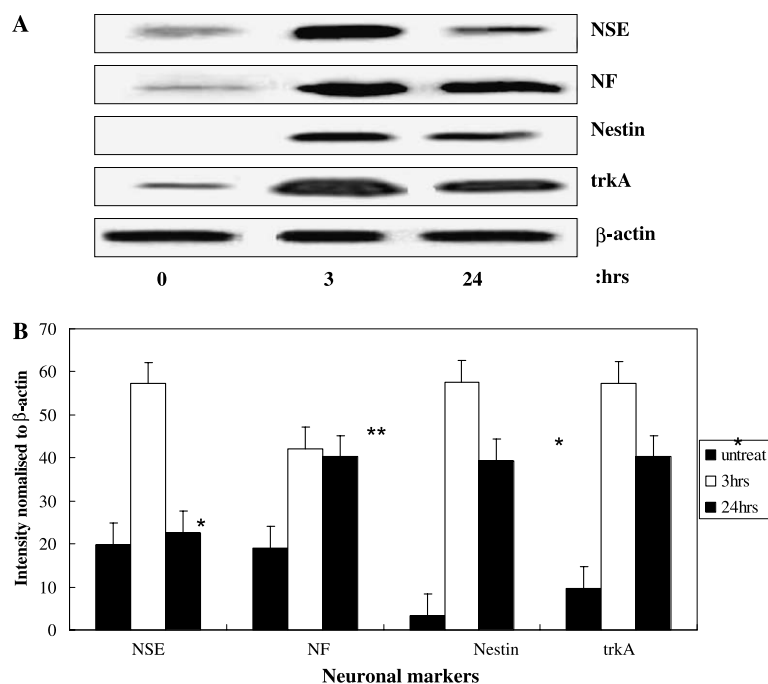 A
NSE
NF
Nestin
trkA
β-actin
0 3 24 :hrs
B
70
60
50
40
30
20
10
0
Intensity nomalised to β-actin
*
**
*
*
untreat
3hrs
24hrs
NSE NF Nestin trkA
Neuronal markers